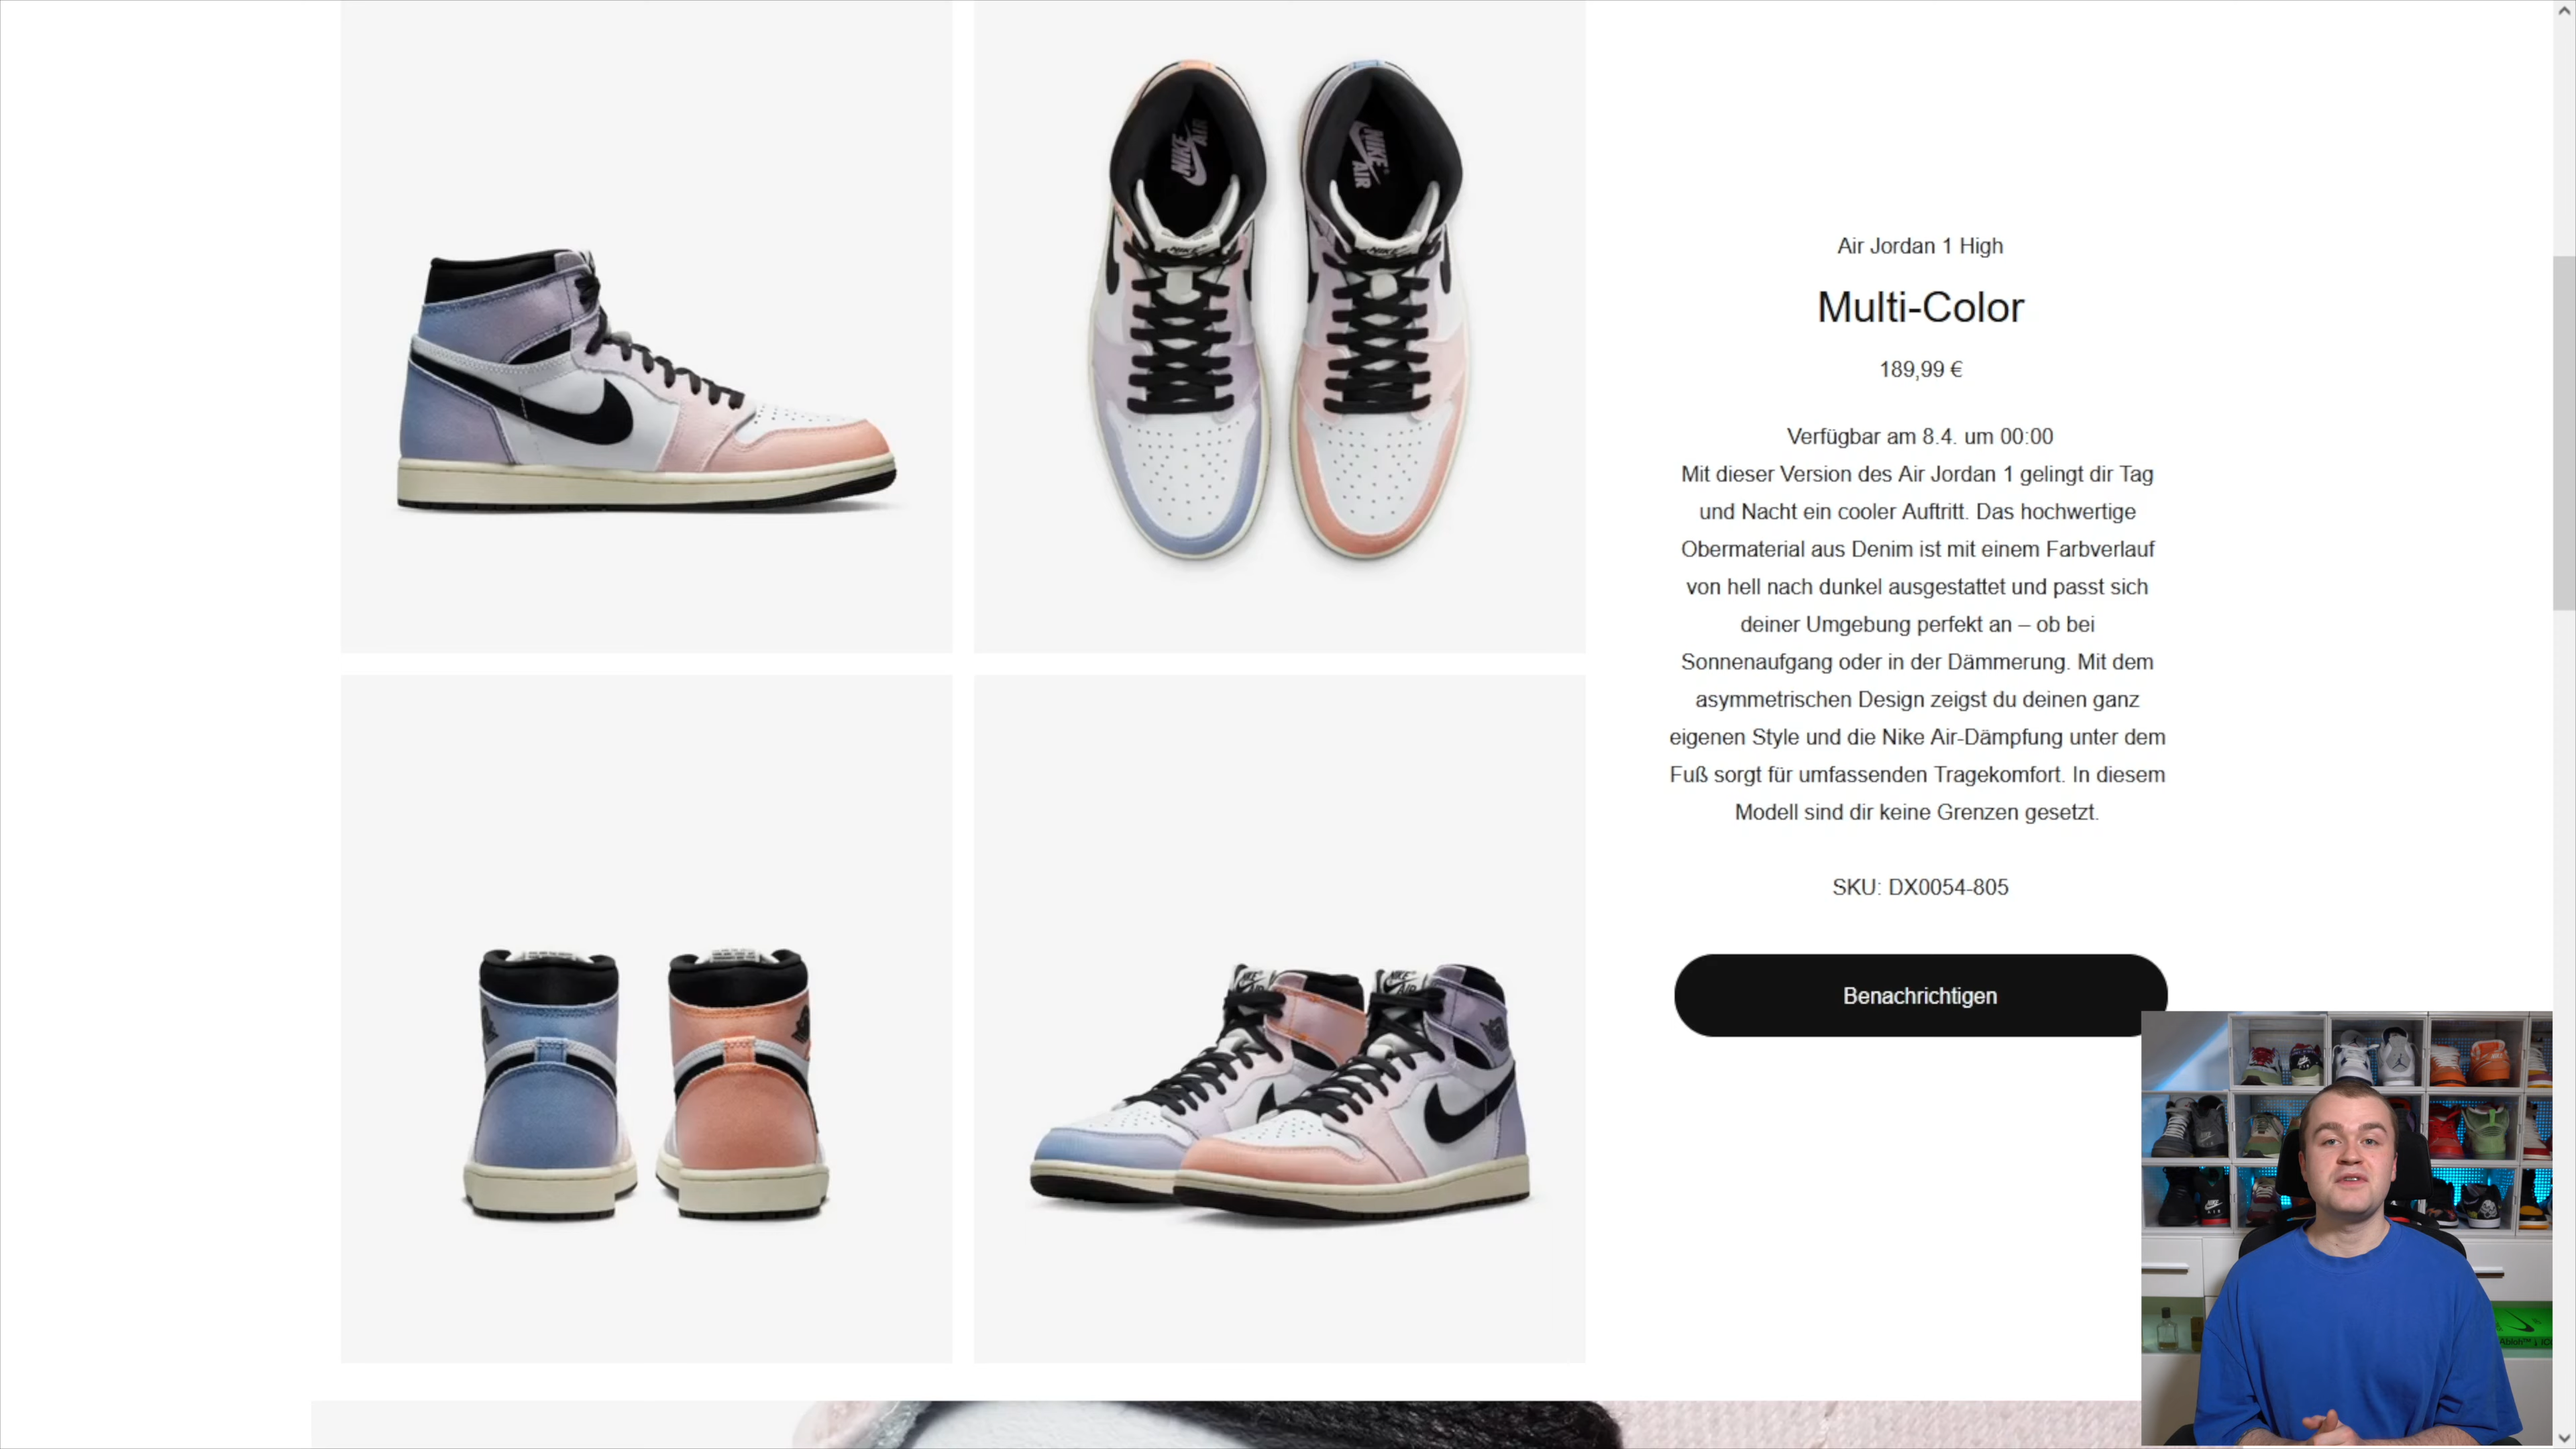 NIKE AIR
NIKE AIR
Air Jordan 1 High
Multi-Color
189,99 €
Verfügbar am 8.4. um 00:00
Mit dieser Version des Air Jordan 1 gelingt dir Tag
und Nacht ein cooler Auftritt. Das hochwertige
Obermaterial aus Denim ist mit einem Farbverlauf
von hell nach dunkel ausgestattet und passt sich
deiner Umgebung perfekt an – ob bei
Sonnenaufgang oder in der Dämmerung. Mit dem
asymmetrischen Design zeigst du deinen ganz
eigenen Style und die Nike Air-Dämpfung unter dem
Fuß sorgt für umfassenden Tragekomfort. In diesem
Modell sind dir keine Grenzen gesetzt.
SKU: DX0054-805
Benachrichtigen